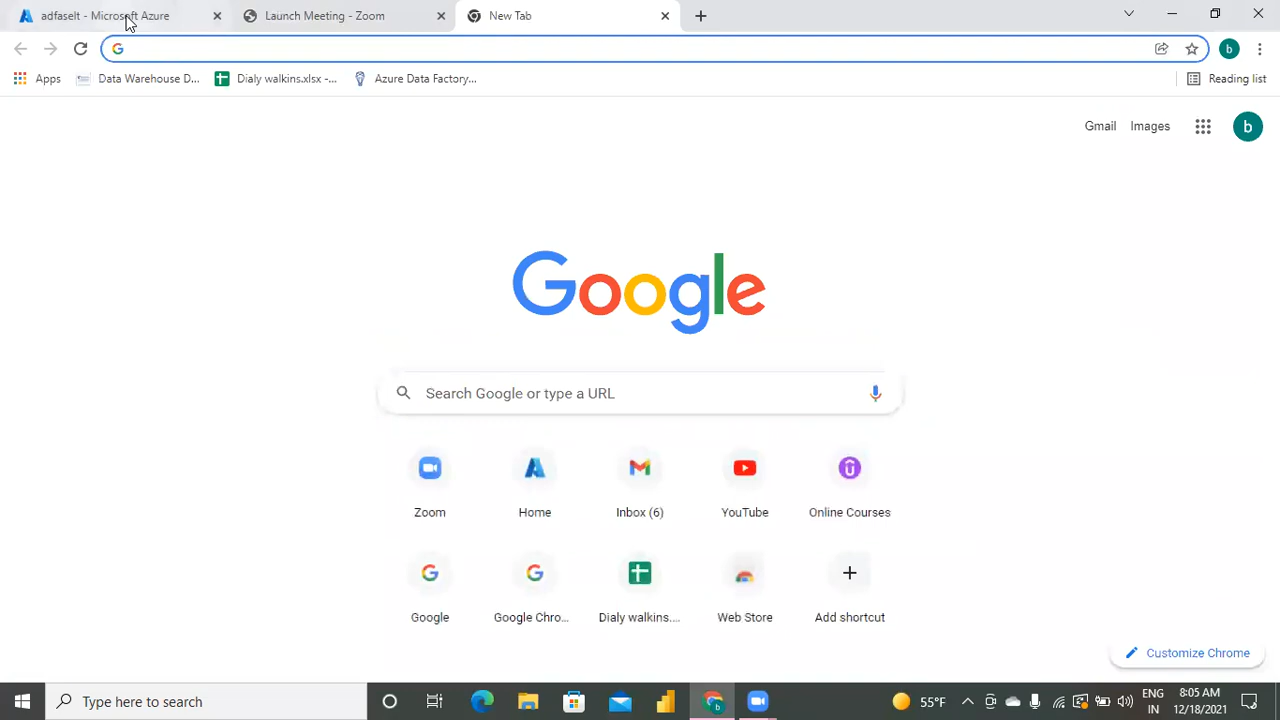 adfaselt - Microsoft Azure
Launch Meeting - Zoom
New Tab
Apps
Data Warehouse D...
Dialy walkins.xlsx -...
Azure Data Factory...
Reading list
b
Gmail
Images
b
Google
Search Google or type a URL
Zoom
Home
Inbox (6)
YouTube
Online Courses
Google
Google Chro...
Dialy walkins....
Web Store
Add shortcut
Customize Chrome
Type here to search
55°F
ENG
IN
8:05 AM
12/18/2021